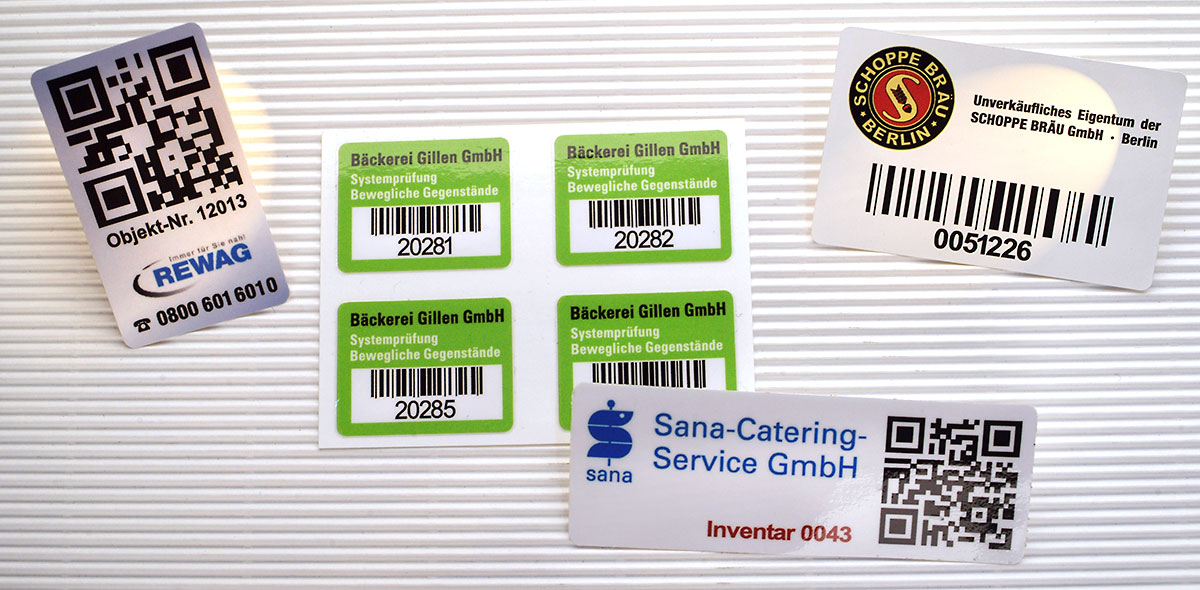 Objekt-Nr. 12013
Immer für Sie nah!
REWAG
☎ 0800 601 6010
Bäckerei Gillen GmbH
Systemprüfung
Bewegliche Gegenstände
20281
Bäckerei Gillen GmbH
Systemprüfung
Bewegliche Gegenstände
20282
Bäckerei Gillen GmbH
Systemprüfung
Bewegliche Gegenstände
20285
Bäckerei Gillen GmbH
Systemprüfung
Bewegliche Gegenstände
SCHOPPE BRÄU
BERLIN
S
Unverkäufliches Eigentum der
SCHOPPE BRÄU GmbH · Berlin
0051226
sana
Sana-Catering-
Service GmbH
Inventar 0043